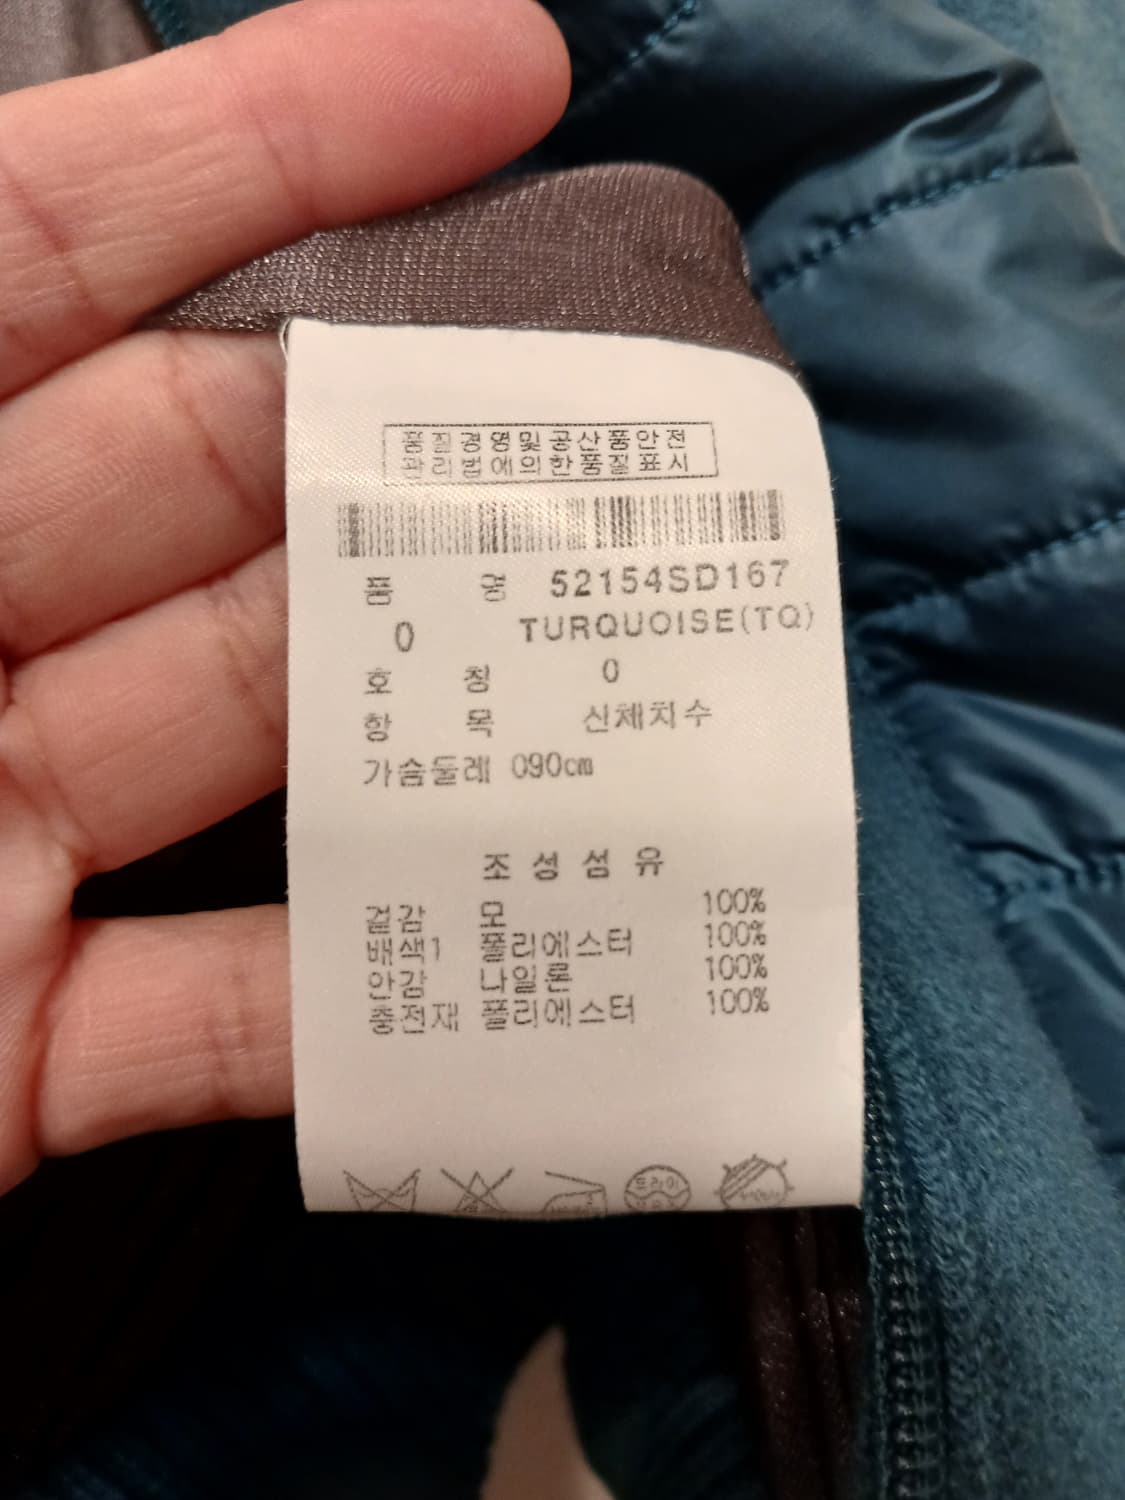 품질경영및공산품안전
관리법에의한품질표시
품 명 52154SD167
0 TURQUOISE(TQ)
호 칭 0
항 목 신체치수
가슴둘레 090cm
조성섬유
겉감 모 100%
배색1 폴리에스터 100%
안감 나일론 100%
충전재 폴리에스터 100%
드라이